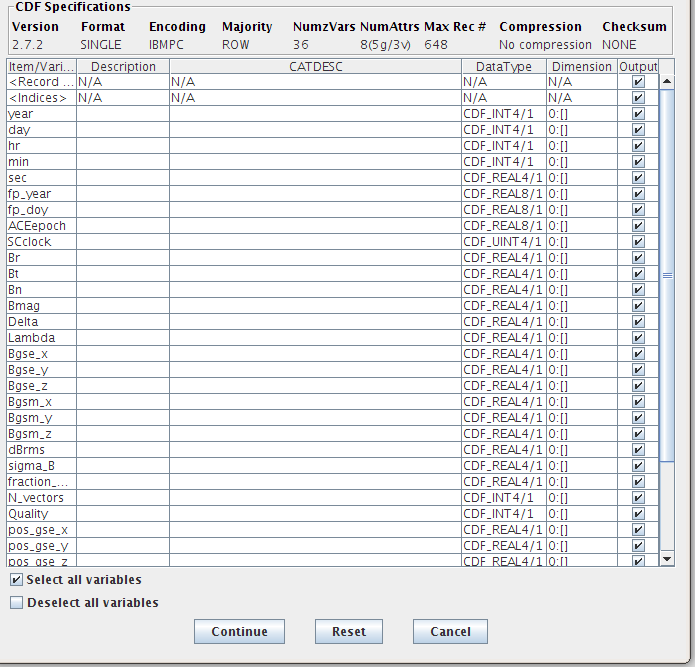 CDF Specifications
Version Format Encoding Majority NumzVars NumAttrs Max Rec # Compression Checksum
2.7.2 SINGLE IBMPC ROW 36 8(5g/3v) 648 No compression NONE
Item/Vari... Description CATDESC DataType Dimension Output
<Record ... N/A N/A N/A N/A
<Indices> N/A N/A N/A N/A
year CDF_INT4/1 0:[]
day CDF_INT4/1 0:[]
hr CDF_INT4/1 0:[]
min CDF_INT4/1 0:[]
sec CDF_REAL4/1 0:[]
fp_year CDF_REAL8/1 0:[]
fp_doy CDF_REAL8/1 0:[]
ACEepoch CDF_REAL8/1 0:[]
SCclock CDF_UINT4/1 0:[]
Br CDF_REAL4/1 0:[]
Bt CDF_REAL4/1 0:[]
Bn CDF_REAL4/1 0:[]
Bmag CDF_REAL4/1 0:[]
Delta CDF_REAL4/1 0:[]
Lambda CDF_REAL4/1 0:[]
Bgse_x CDF_REAL4/1 0:[]
Bgse_y CDF_REAL4/1 0:[]
Bgse_z CDF_REAL4/1 0:[]
Bgsm_x CDF_REAL4/1 0:[]
Bgsm_y CDF_REAL4/1 0:[]
Bgsm_z CDF_REAL4/1 0:[]
dBrms CDF_REAL4/1 0:[]
sigma_B CDF_REAL4/1 0:[]
fraction_... CDF_REAL4/1 0:[]
N_vectors CDF_INT4/1 0:[]
Quality CDF_INT4/1 0:[]
pos_gse_x CDF_REAL4/1 0:[]
pos_gse_y CDF_REAL4/1 0:[]
pos_gse_z CDF_REAL4/1 0:[]
Select all variables
Deselect all variables
Continue Reset Cancel